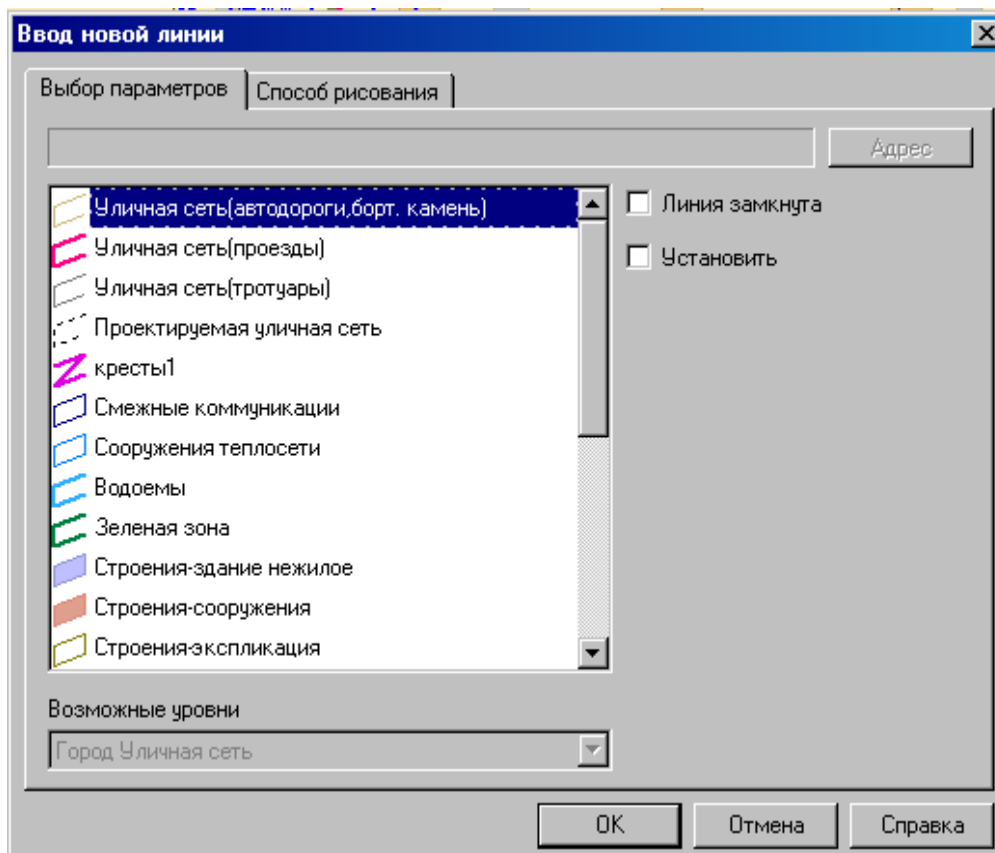 Ввод новой линии
Выбор параметров
Способ рисования
Адрес
Уличная сеть(автодороги,борт. камень)
Линия замкнута
Уличная сеть(проезды)
Установить
Уличная сеть(тротуары)
Проектируемая уличная сеть
кресты1
Смежные коммуникации
Сооружения теплосети
Водоемы
Зеленая зона
Строения-здание нежилое
Строения-сооружения
Строения-экспликация
Возможные уровни
Город Уличная сеть
OK
Отмена
Справка